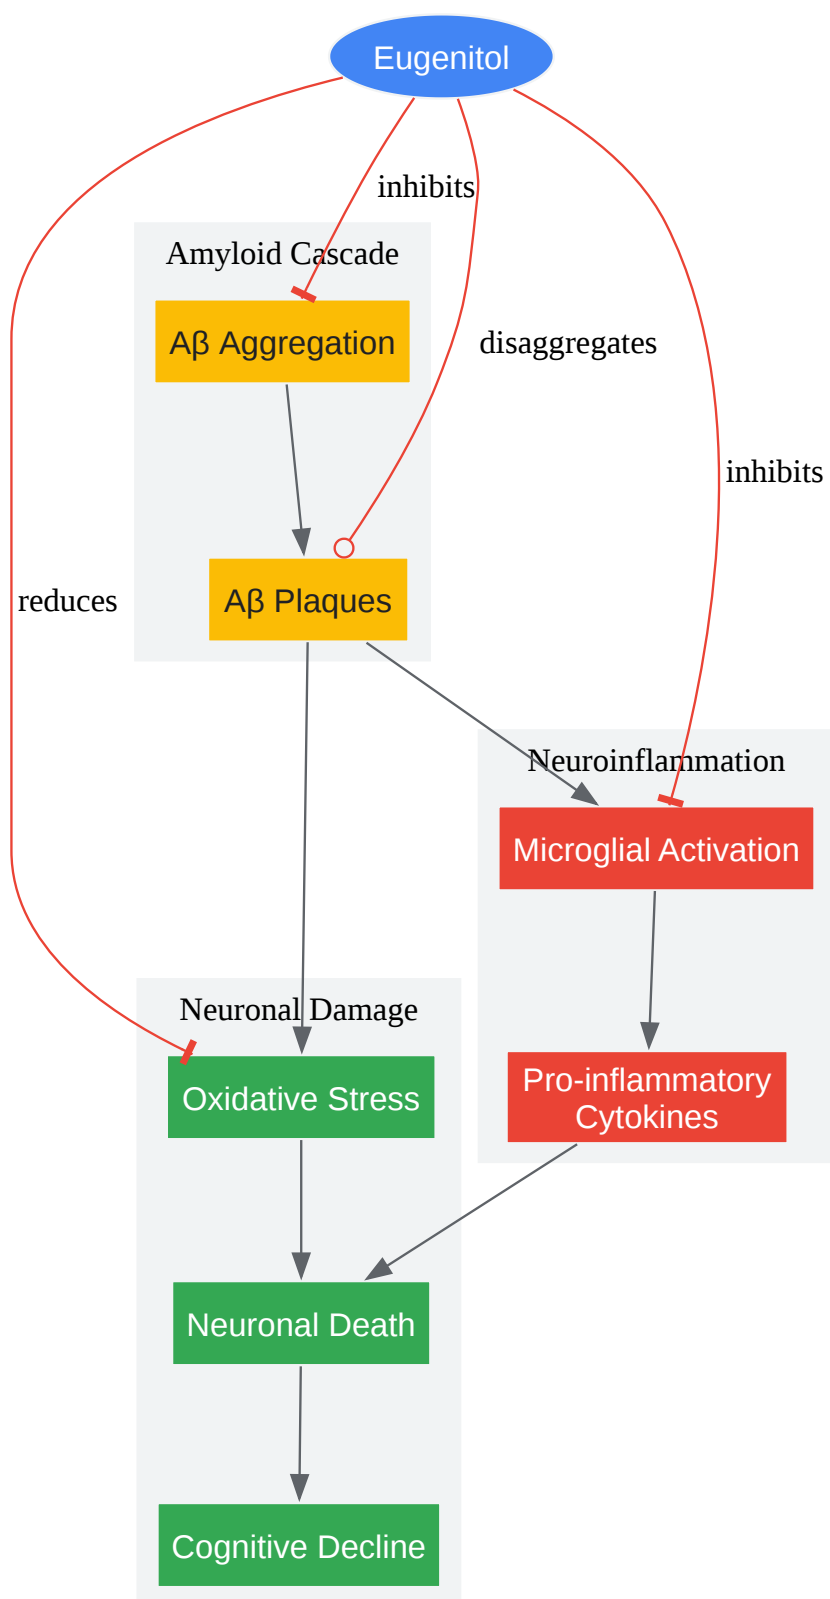 Eugenitol
inhibits
Amyloid Cascade
Aβ Aggregation
disaggregates
inhibits
Aβ Plaques
reduces
Neuroinflammation
Microglial Activation
Neuronal Damage
Oxidative Stress
Pro-inflammatory
Cytokines
Neuronal Death
Cognitive Decline